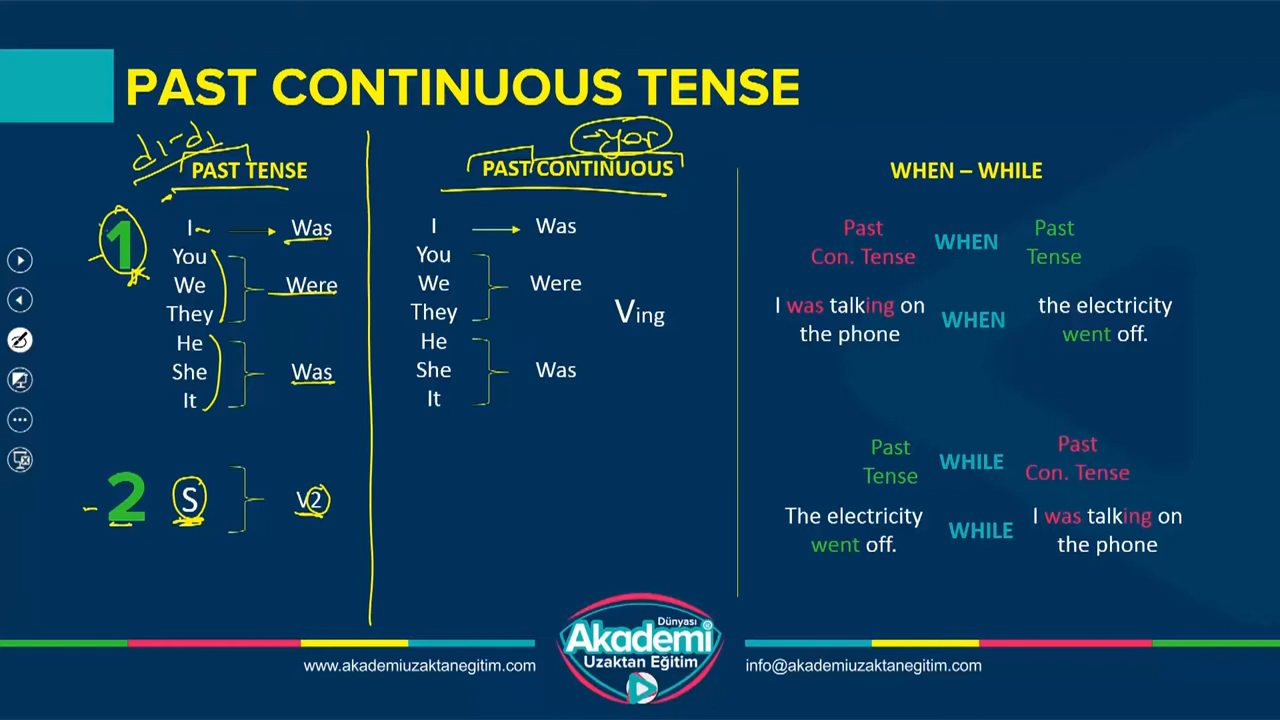 PAST CONTINUOUS TENSE
dı-di
PAST TENSE
1
I Was
You
We Were
They
He
She Was
It
2 S V2
-yor
PAST CONTINUOUS
I Was
You
We Were
They
Ving
He
She Was
It
WHEN – WHILE
Past
Con. Tense
WHEN
Past
Tense
I was talking on
the phone
WHEN
the electricity
went off.
Past
Tense
WHILE
Past
Con. Tense
The electricity
went off.
WHILE
I was talking on
the phone
www.akademiuzaktanegitim.com
Dünyası
Akademi®
Uzaktan Eğitim
info@akademiuzaktanegitim.com